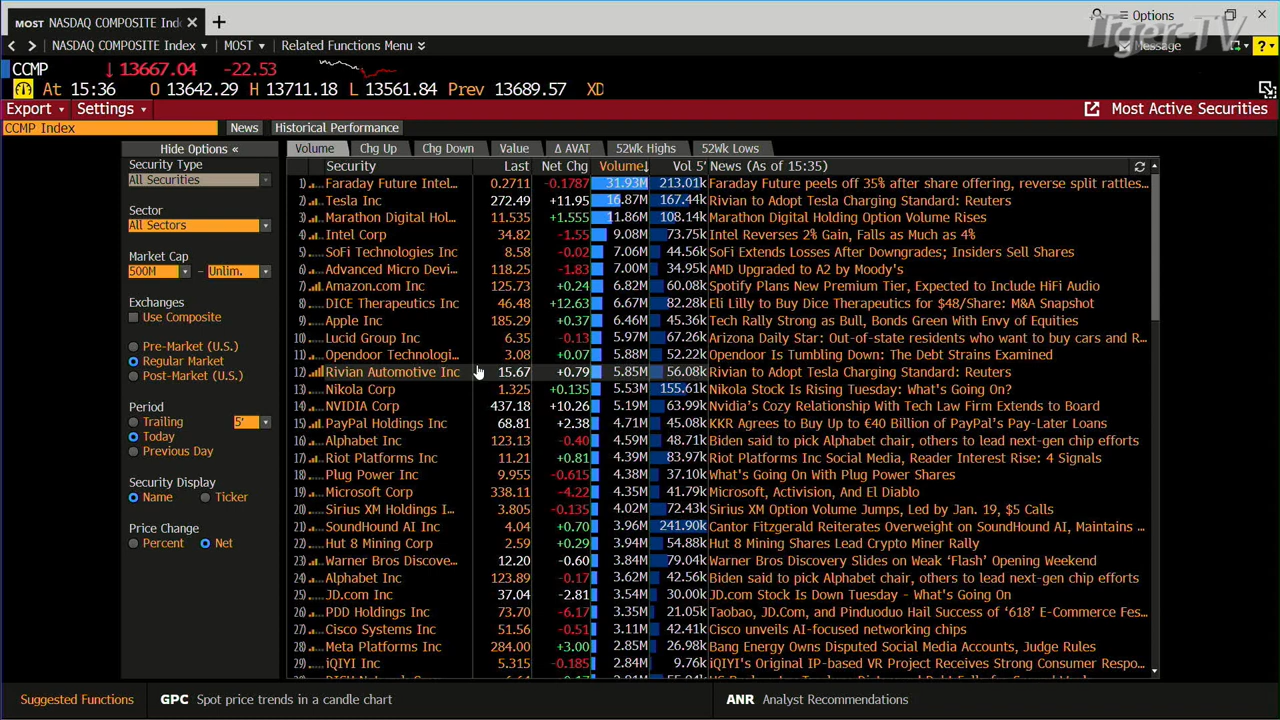 MOST NASDAQ COMPOSITE Ind
Options
Tiger-TV
NASDAQ COMPOSITE Index MOST Related Functions Menu
Message ?
CCMP 13667.04 -22.53
At 15:36 O 13642.29 H 13711.18 L 13561.84 Prev 13689.57 XD
Export Settings Most Active Securities
CCMP Index News Historical Performance
Hide Options « Volume Chg Up Chg Down Value Δ AVAT 52Wk Highs 52Wk Lows
Security Type
All Securities
Sector
All Sectors
Market Cap
500M - Unlim.
Exchanges
Use Composite
Pre-Market (U.S.)
Regular Market
Post-Market (U.S.)
Period
Trailing 5'
Today
Previous Day
Security Display
Name Ticker
Price Change
Percent Net
Security Last Net Chg Volume↓ Vol 5' News (As of 15:35)
1) Faraday Future Intel... 0.2711 -0.1787 31.93M 213.01k Faraday Future peels off 35% after share offering, reverse split rattles...
2) Tesla Inc 272.49 +11.95 16.87M 167.44k Rivian to Adopt Tesla Charging Standard: Reuters
3) Marathon Digital Hol... 11.535 +1.555 11.86M 108.14k Marathon Digital Holding Option Volume Rises
4) Intel Corp 34.82 -1.55 9.08M 73.75k Intel Reverses 2% Gain, Falls as Much as 4%
5) SoFi Technologies Inc 8.58 -0.02 7.06M 44.56k SoFi Extends Losses After Downgrades; Insiders Sell Shares
6) Advanced Micro Devi... 118.25 -1.83 7.00M 34.95k AMD Upgraded to A2 by Moody's
7) Amazon.com Inc 125.73 +0.24 6.82M 60.08k Spotify Plans New Premium Tier, Expected to Include HiFi Audio
8) DICE Therapeutics Inc 46.48 +12.63 6.67M 82.28k Eli Lilly to Buy Dice Therapeutics for $48/Share: M&A Snapshot
9) Apple Inc 185.29 +0.37 6.46M 45.36k Tech Rally Strong as Bull, Bonds Green With Envy of Equities
10) Lucid Group Inc 6.35 -0.13 5.97M 67.26k Arizona Daily Star: Out-of-state residents who want to buy cars and R...
11) Opendoor Technologi... 3.08 +0.07 5.88M 52.22k Opendoor Is Tumbling Down: The Debt Strains Examined
12) Rivian Automotive Inc 15.67 +0.79 5.85M 56.08k Rivian to Adopt Tesla Charging Standard: Reuters
13) Nikola Corp 1.325 +0.135 5.53M 155.61k Nikola Stock Is Rising Tuesday: What's Going On?
14) NVIDIA Corp 437.18 +10.26 5.19M 63.99k Nvidia's Cozy Relationship With Tech Law Firm Extends to Board
15) PayPal Holdings Inc 68.81 +2.38 4.71M 45.08k KKR Agrees to Buy Up to €40 Billion of PayPal's Pay-Later Loans
16) Alphabet Inc 123.13 -0.40 4.59M 48.71k Biden said to pick Alphabet chair, others to lead next-gen chip efforts
17) Riot Platforms Inc 11.21 +0.81 4.39M 83.97k Riot Platforms Inc Social Media, Reader Interest Rise: 4 Signals
18) Plug Power Inc 9.955 -0.615 4.38M 37.10k What's Going On With Plug Power Shares
19) Microsoft Corp 338.11 -4.22 4.35M 41.79k Microsoft, Activision, And El Diablo
20) Sirius XM Holdings I... 3.805 -0.135 4.02M 72.43k Sirius XM Option Volume Jumps, Led by Jan. 19, $5 Calls
21) SoundHound AI Inc 4.04 +0.70 3.96M 241.90k Cantor Fitzgerald Reiterates Overweight on SoundHound AI, Maintains ...
22) Hut 8 Mining Corp 2.59 +0.29 3.94M 54.88k Hut 8 Mining Shares Lead Crypto Miner Rally
23) Warner Bros Discove... 12.20 -0.60 3.84M 79.04k Warner Bros Discovery Slides on Weak 'Flash' Opening Weekend
24) Alphabet Inc 123.89 -0.17 3.62M 42.56k Biden said to pick Alphabet chair, others to lead next-gen chip efforts
25) JD.com Inc 37.04 -2.81 3.54M 30.00k JD.com Stock Is Down Tuesday - What's Going On
26) PDD Holdings Inc 73.70 -6.17 3.35M 21.05k Taobao, JD.Com, and Pinduoduo Hail Success of '618' E-Commerce Fes...
27) Cisco Systems Inc 51.56 -0.51 3.11M 42.41k Cisco unveils AI-focused networking chips
28) Meta Platforms Inc 284.00 +3.00 2.85M 26.98k Bang Energy Owns Disputed Social Media Accounts, Judge Rules
29) iQIYI Inc 5.315 -0.185 2.84M 9.76k iQIYI's Original IP-based VR Project Receives Strong Consumer Respo...
Suggested Functions GPC Spot price trends in a candle chart ANR Analyst Recommendations